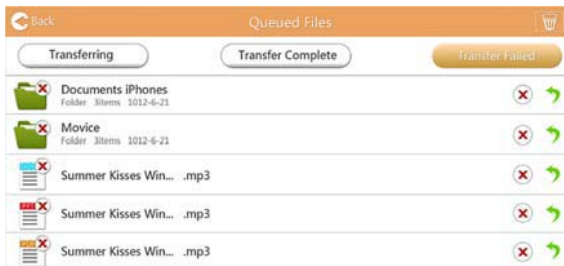 Back
Queued Files
Transferring
Transfer Complete
Transfer Failed
Documents iPhones
Folder 3items 1012-6-21
Movice
Folder 3items 1012-6-21
Summer Kisses Win... .mp3
Summer Kisses Win... .mp3
Summer Kisses Win... .mp3